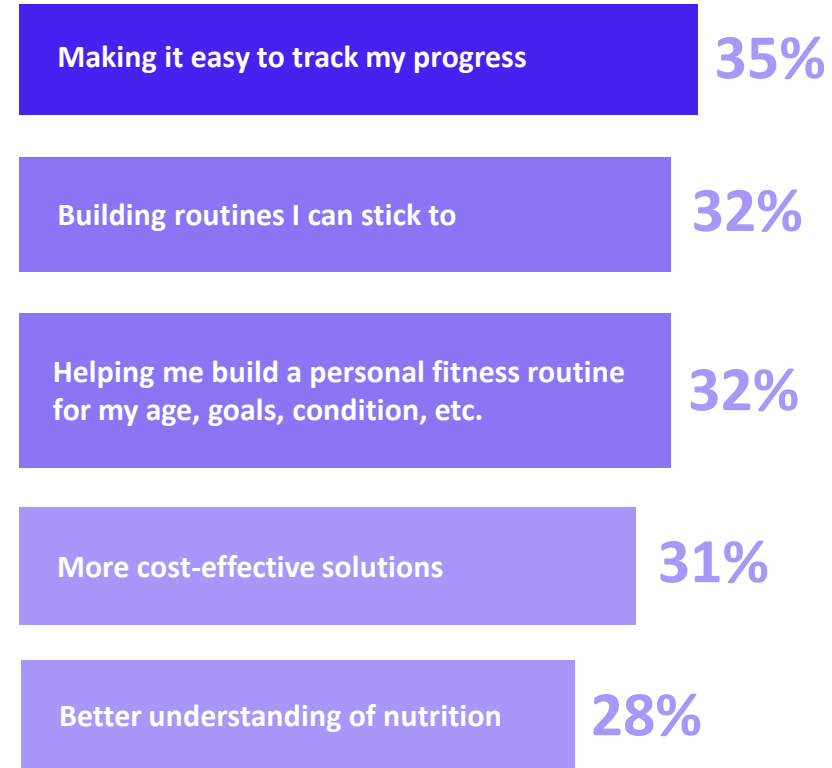 Making it easy to track my progress
35%
Building routines I can stick to
32%
Helping me build a personal fitness routine
for my age, goals, condition, etc.
32%
More cost-effective solutions
31%
Better understanding of nutrition
28%